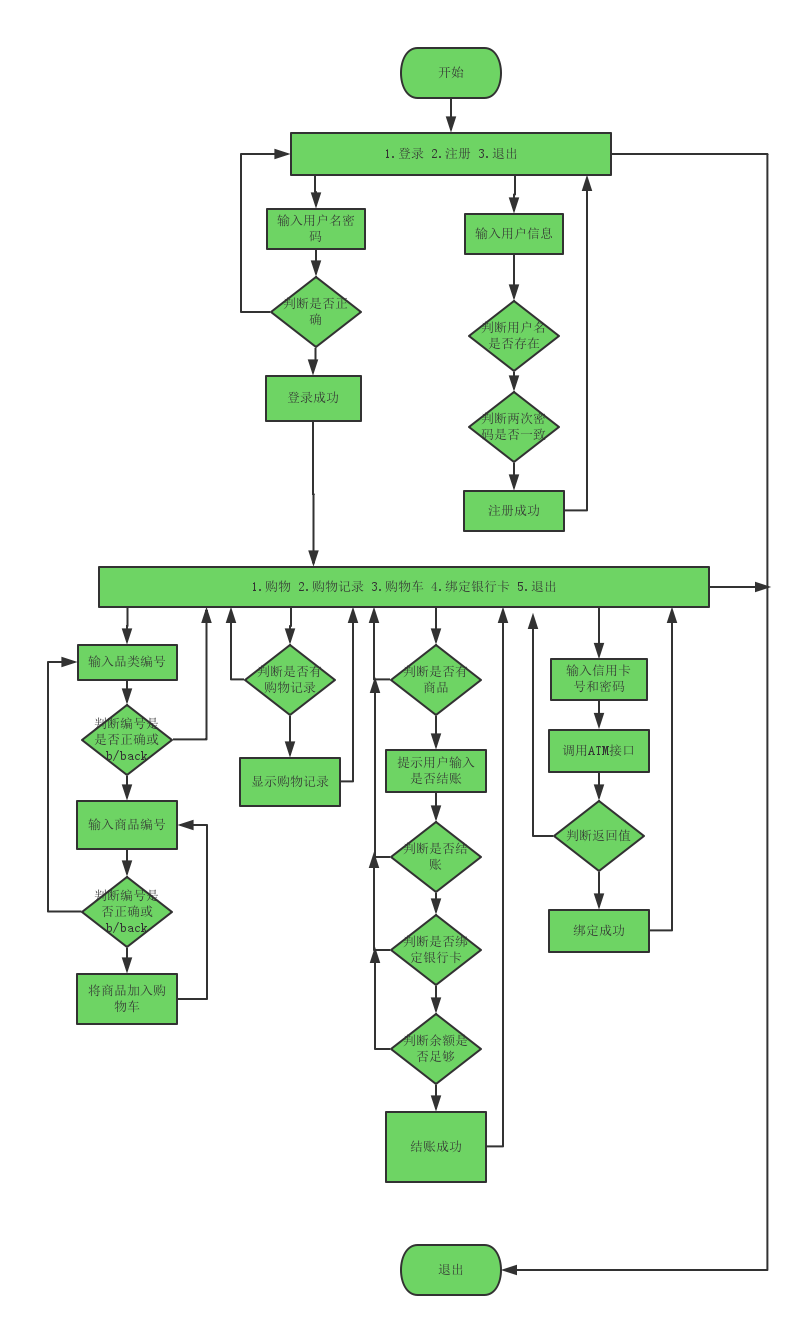 开始
1.登录 2.注册 3.退出
输入用户名密
码
判断是否正
确
登录成功
输入用户信息
判断用户名
是否存在
判断两次密
码是否一致
注册成功
1.购物 2.购物记录 3.购物车 4.绑定银行卡 5.退出
输入品类编号
判断编号是
是否正确或
b/back
输入商品编号
判断编号是
否正确或
b/back
将商品加入购
物车
判断是否有
购物记录
显示购物记录
判断是否有
商品
提示用户输入
是否结账
判断是否结
账
判断是否绑
定银行卡
判断余额是
否足够
结账成功
输入信用卡
号和密码
调用ATM接口
判断返回值
绑定成功
退出